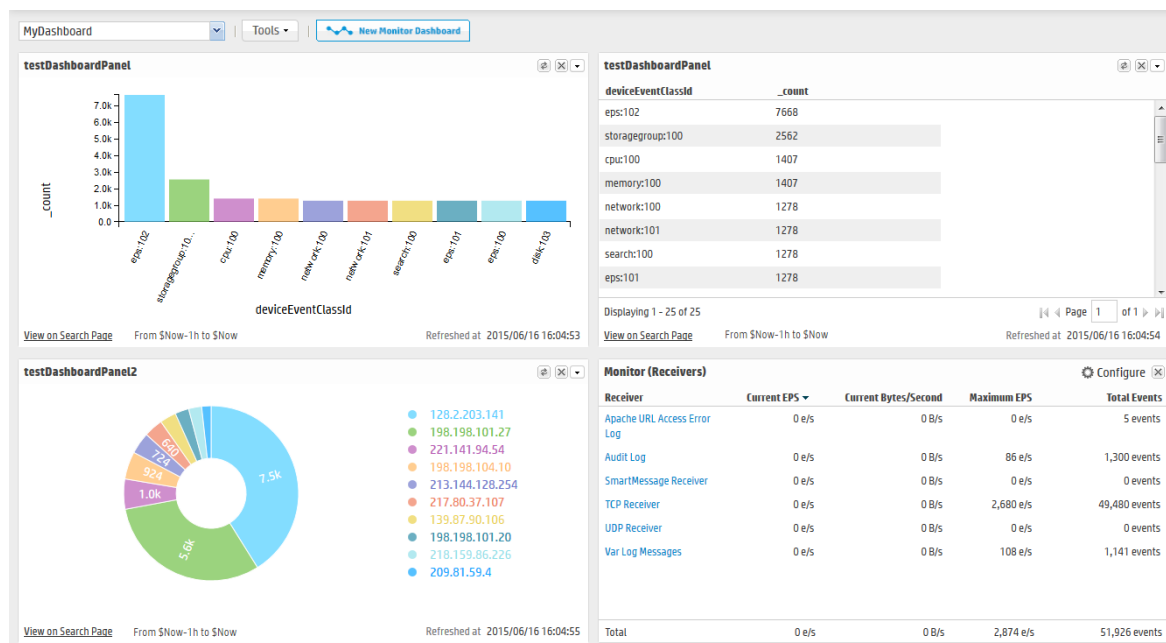 MyDashboard
Tools
New Monitor Dashboard
testDashboardPanel
7.0k
6.0k
5.0k
4.0k
3.0k
2.0k
1.0k
0.0
_count
eps:102
storagegroup:10...
cpu:100
memory:100
network:100
network:101
search:100
eps:101
eps:100
disk:103
deviceEventClassId
View on Search Page From $Now-1h to $Now Refreshed at 2015/06/16 16:04:53
testDashboardPanel
deviceEventClassId _count
eps:102 7668
storagegroup:100 2562
cpu:100 1407
memory:100 1407
network:100 1278
network:101 1278
search:100 1278
eps:101 1278
Displaying 1 - 25 of 25 Page 1 of 1
View on Search Page From $Now-1h to $Now Refreshed at 2015/06/16 16:04:54
testDashboardPanel2
7.5k
5.6k
1.0k
924
724
640
128.2.203.141
198.198.101.27
221.141.94.54
198.198.104.10
213.144.128.254
217.80.37.107
139.87.90.106
198.198.101.20
218.159.86.226
209.81.59.4
View on Search Page From $Now-1h to $Now Refreshed at 2015/06/16 16:04:55
Monitor (Receivers) Configure
Receiver Current EPS Current Bytes/Second Maximum EPS Total Events
Apache URL Access Error 0 e/s 0 B/s 0 e/s 5 events
Log
Audit Log 0 e/s 0 B/s 86 e/s 1,300 events
SmartMessage Receiver 0 e/s 0 B/s 0 e/s 0 events
TCP Receiver 0 e/s 0 B/s 2,680 e/s 49,480 events
UDP Receiver 0 e/s 0 B/s 0 e/s 0 events
Var Log Messages 0 e/s 0 B/s 108 e/s 1,141 events
Total 0 e/s 0 B/s 2,874 e/s 51,926 events